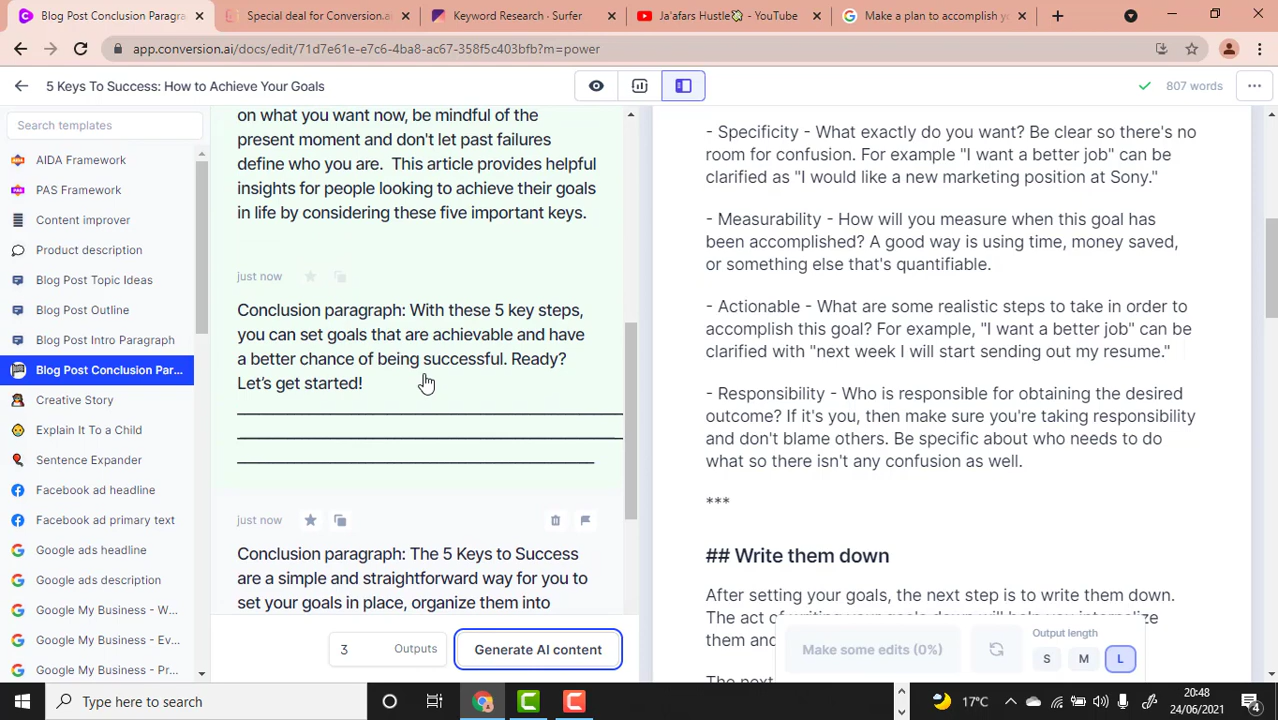 Blog Post Conclusion Paragra
Special deal for Conversion.a
Keyword Research - Surfer
Ja'afars Hustle - YouTube
Make a plan to accomplish y
app.conversion.ai/docs/edit/71d7e61e-e7c6-4ba8-ac67-358f5c403bfb?m=power
5 Keys To Success: How to Achieve Your Goals
807 words
Search templates
AIDA Framework
PAS Framework
Content improver
Product description
Blog Post Topic Ideas
Blog Post Outline
Blog Post Intro Paragraph
Blog Post Conclusion Par...
Creative Story
Explain It to a Child
Sentence Expander
Facebook ad headline
Facebook ad primary text
Google ads headline
Google ads description
Google My Business - W...
Google My Business - Ev...
Google My Business - Pr...
on what you want now, be mindful of the
present moment and don't let past failures
define who you are. This article provides helpful
insights for people looking to achieve their goals
in life by considering these five important keys.
just now
Conclusion paragraph: With these 5 key steps,
you can set goals that are achievable and have
a better chance of being successful. Ready?
Let's get started!
just now
Conclusion paragraph: The 5 Keys to Success
are a simple and straightforward way for you to
set your goals in place, organize them into
3 Outputs
Generate AI content
- Specificity - What exactly do you want? Be clear so there's no
room for confusion. For example "I want a better job" can be
clarified as "I would like a new marketing position at Sony."
- Measurability - How will you measure when this goal has
been accomplished? A good way is using time, money saved,
or something else that's quantifiable.
- Actionable - What are some realistic steps to take in order to
accomplish this goal? For example, "I want a better job" can be
clarified with "next week I will start sending out my resume."
- Responsibility - Who is responsible for obtaining the desired
outcome? If it's you, then make sure you're taking responsibility
and don't blame others. Be specific about who needs to do
what so there isn't any confusion as well.
***
## Write them down
After setting your goals, the next step is to write them down.
The act of writing your goals down will help you internalize
them and
The next
Make some edits (0%)
Output length
S M L
Type here to search
17°C
20:48
24/06/2021
4